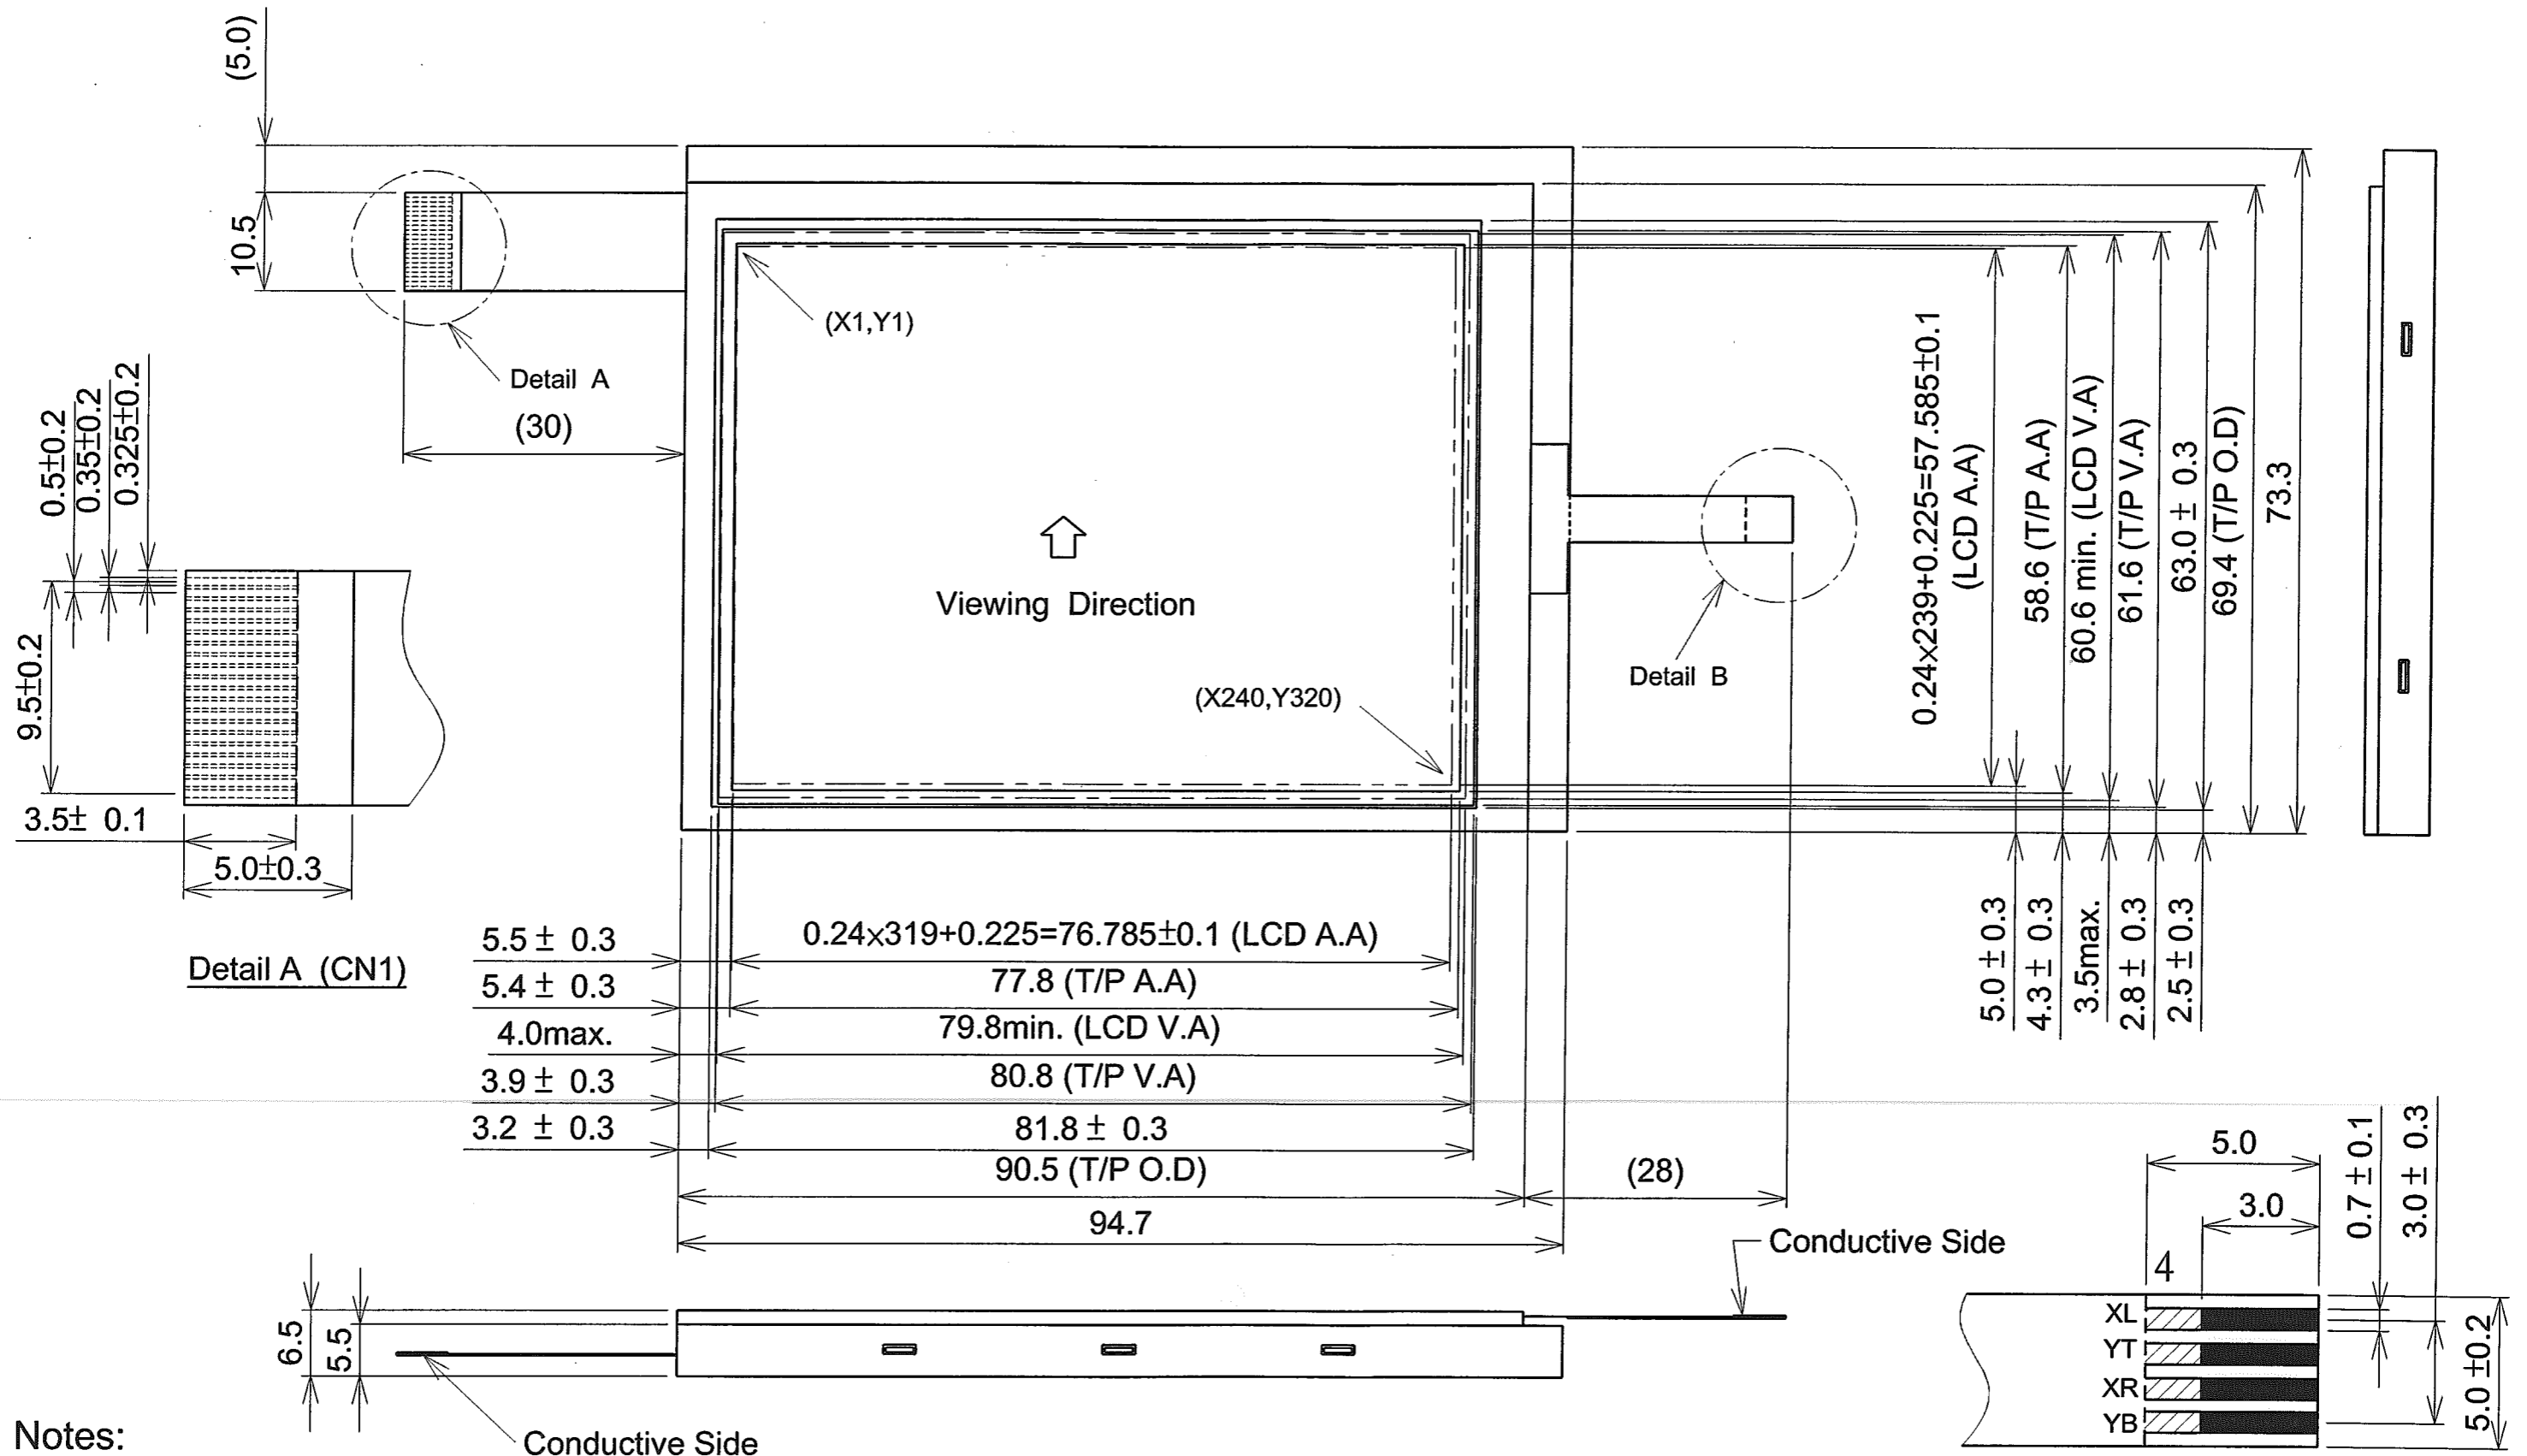 (5.0)
10.5
(X1,Y1)
Detail A
(30)
0.5±0.2
0.35±0.2
0.325±0.2
9.5±0.2
3.5± 0.1
5.0±0.3
Detail A (CN1)
Viewing Direction
(X240,Y320)
Detail B
0.24x239+0.225=57.585±0.1
(LCD A.A)
58.6 (T/P A.A)
60.6 min. (LCD V.A)
61.6 (T/P V.A)
63.0 ± 0.3
69.4 (T/P O.D)
73.3
5.0 ± 0.3
4.3 ± 0.3
3.5max.
2.8 ± 0.3
2.5 ± 0.3
5.5 ± 0.3
0.24x319+0.225=76.785±0.1 (LCD A.A)
5.4 ± 0.3
77.8 (T/P A.A)
4.0max.
79.8min. (LCD V.A)
3.9 ± 0.3
80.8 (T/P V.A)
3.2 ± 0.3
81.8 ± 0.3
90.5 (T/P O.D)
(28)
94.7
Conductive Side
6.5
5.5
Conductive Side
5.0
3.0
0.7 ± 0.1
3.0 ± 0.3
4
XL
YT
XR
YB
5.0 ±0.2
Notes: